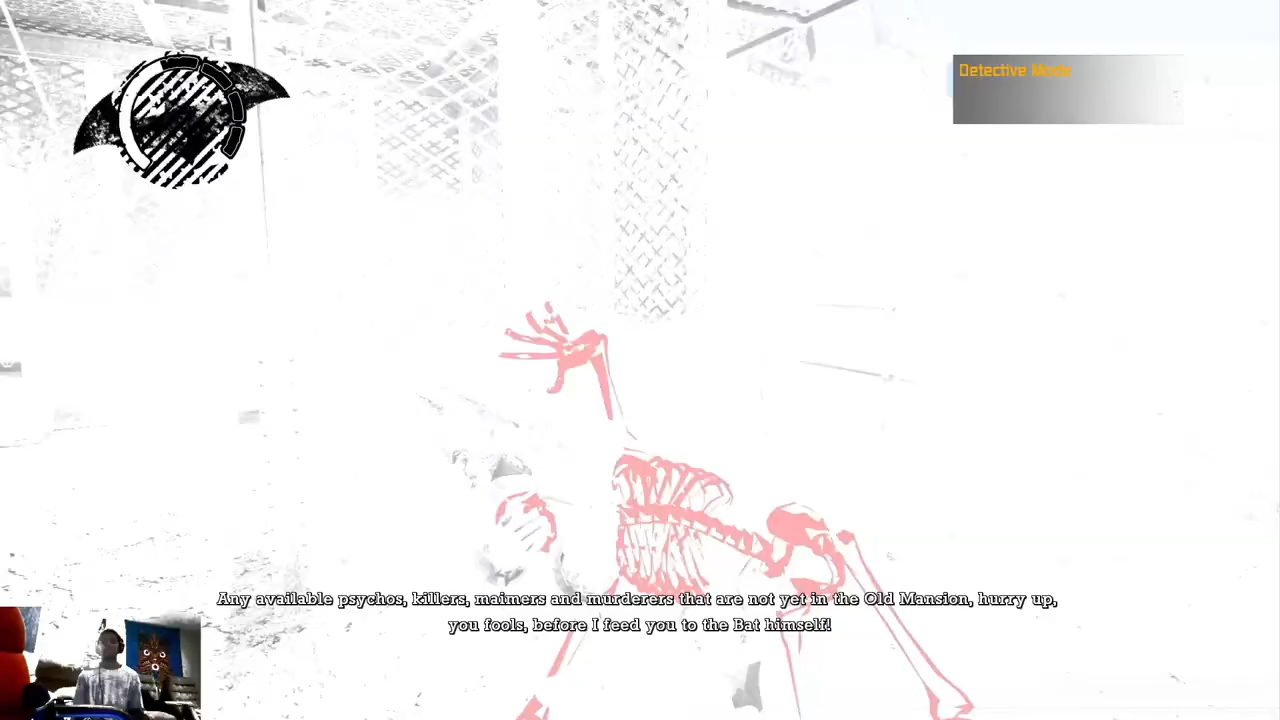 Detective Mode
Any available psychos, killers, maimers and murderers that are not yet in the Old Mansion, hurry up,
you fools, before I feed you to the Bat himself!